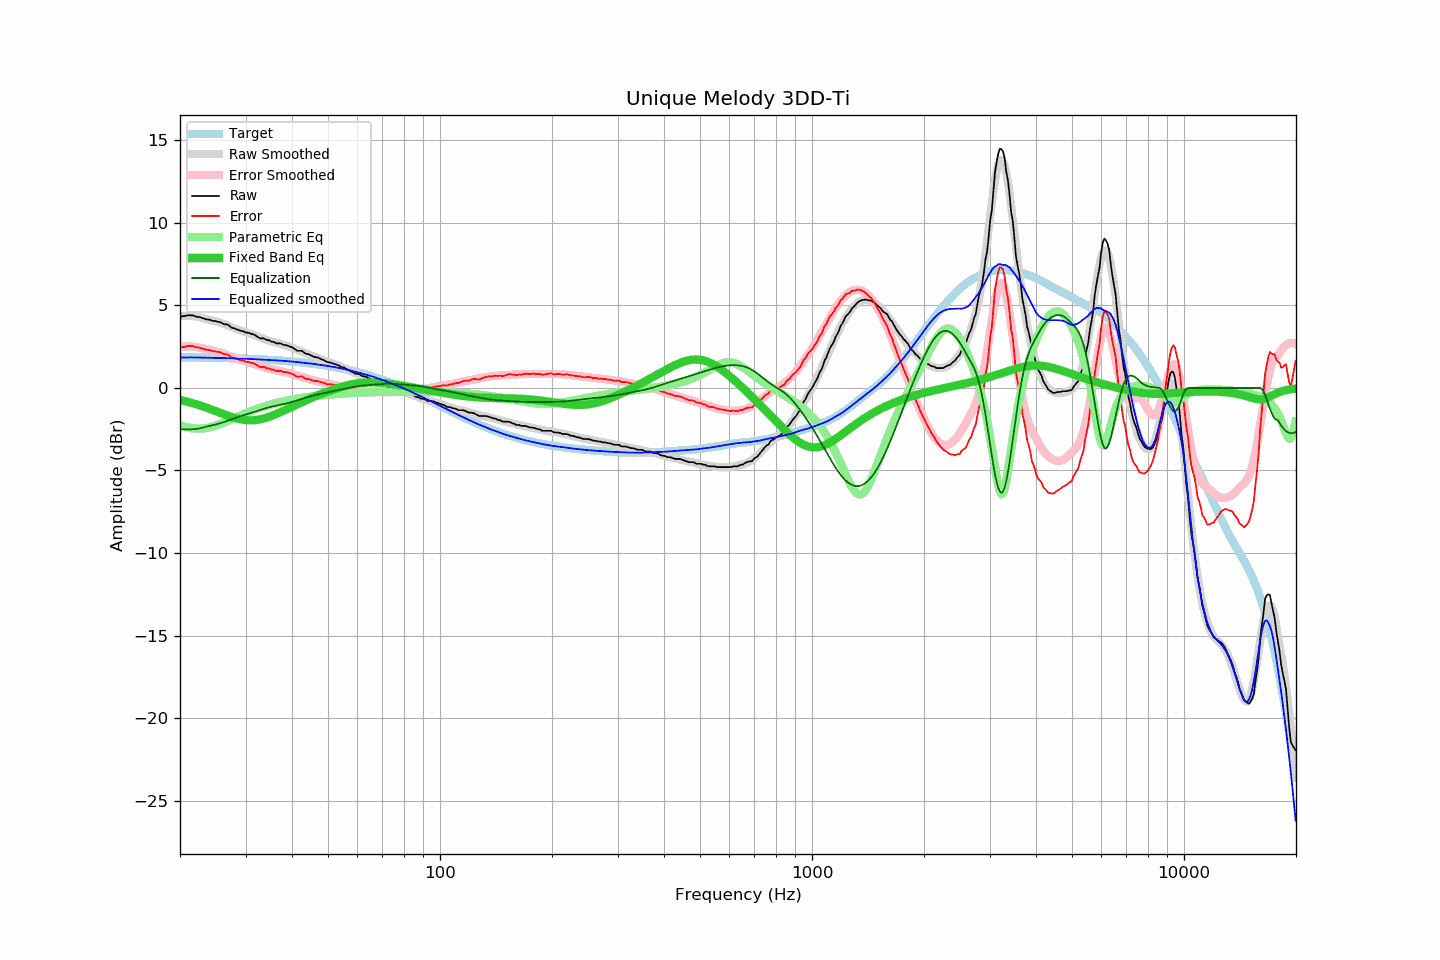 Unique Melody 3DD-Ti
Target
Raw Smoothed
Error Smoothed
Raw
Error
Parametric Eq
Fixed Band Eq
Equalization
Equalized smoothed
15
10
5
0
−5
−10
−15
−20
−25
Amplitude (dBr)
100
1000
10000
Frequency (Hz)